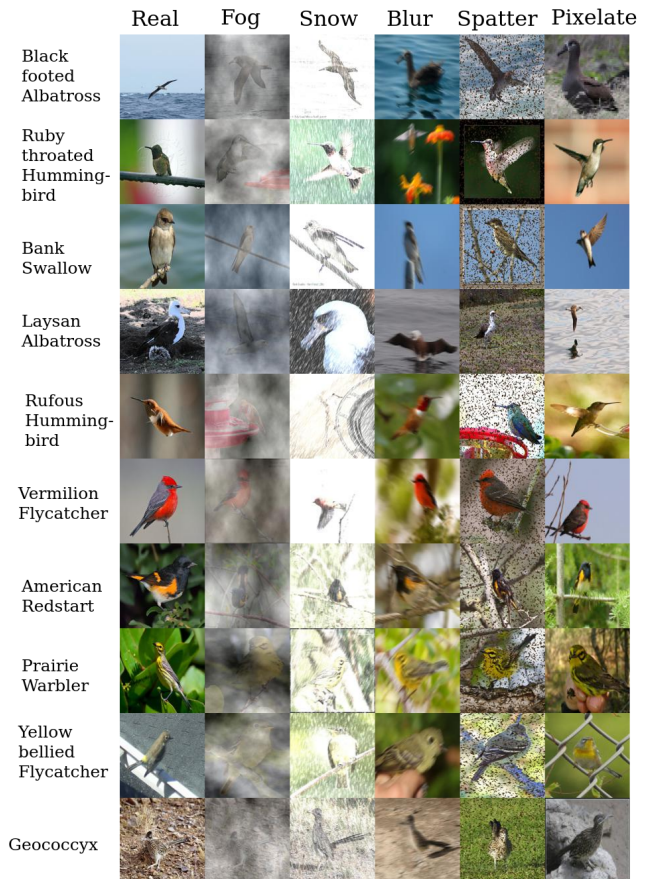 Real Fog Snow Blur Spatter Pixelate
Black
footed
Albatross
Ruby
throated
Humming-
bird
Bank
Swallow
Laysan
Albatross
Rufous
Humming-
bird
Vermilion
Flycatcher
American
Redstart
Prairie
Warbler
Yellow
bellied
Flycatcher
Geococcyx